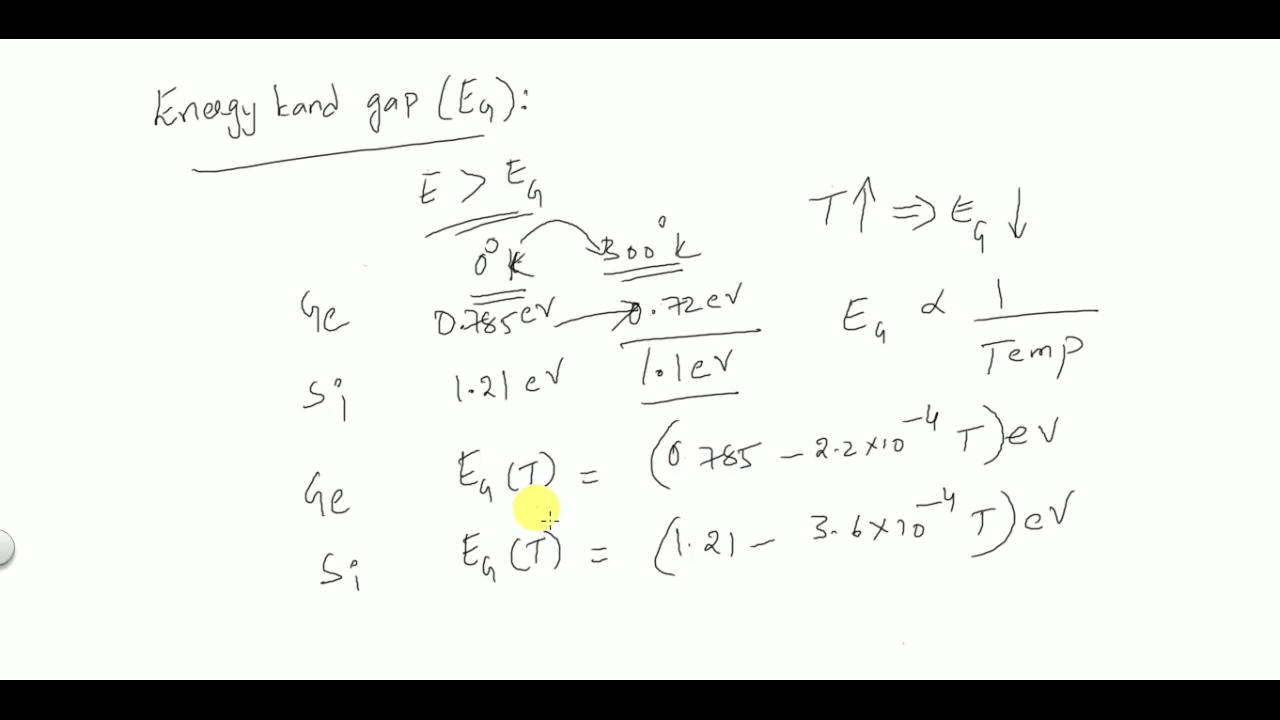 Energy band gap (EG):
E > EG
T↑ ⇒ EG ↓
0°K 300°K
Ge 0.785eV → 0.72eV
EG ∝ 1/Temp
Si 1.21eV 1.1eV
Ge EG(T) = (0.785 – 2.2×10⁻⁴ T)eV
Si EG(T) = (1.21 – 3.6×10⁻⁴ T)eV